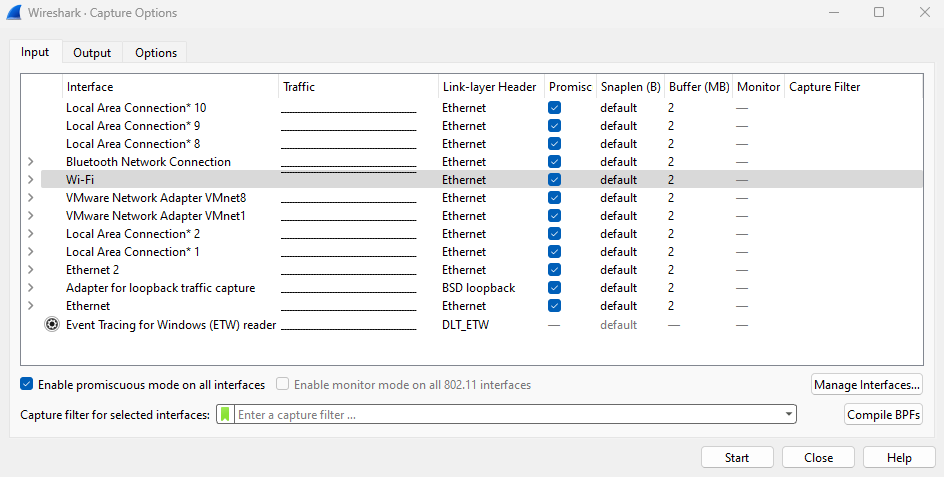 Wireshark · Capture Options
Input Output Options
Interface Traffic Link-layer Header Promisc Snaplen (B) Buffer (MB) Monitor Capture Filter
Local Area Connection* 10 Ethernet default 2 —
Local Area Connection* 9 Ethernet default 2 —
Local Area Connection* 8 Ethernet default 2 —
Bluetooth Network Connection Ethernet default 2 —
Wi-Fi Ethernet default 2 —
VMware Network Adapter VMnet8 Ethernet default 2 —
VMware Network Adapter VMnet1 Ethernet default 2 —
Local Area Connection* 2 Ethernet default 2 —
Local Area Connection* 1 Ethernet default 2 —
Ethernet 2 Ethernet default 2 —
Adapter for loopback traffic capture BSD loopback default 2 —
Ethernet Ethernet default 2 —
Event Tracing for Windows (ETW) reader DLT_ETW — default — —
Enable promiscuous mode on all interfaces Enable monitor mode on all 802.11 interfaces Manage Interfaces...
Capture filter for selected interfaces: Enter a capture filter ... Compile BPFs
Start Close Help